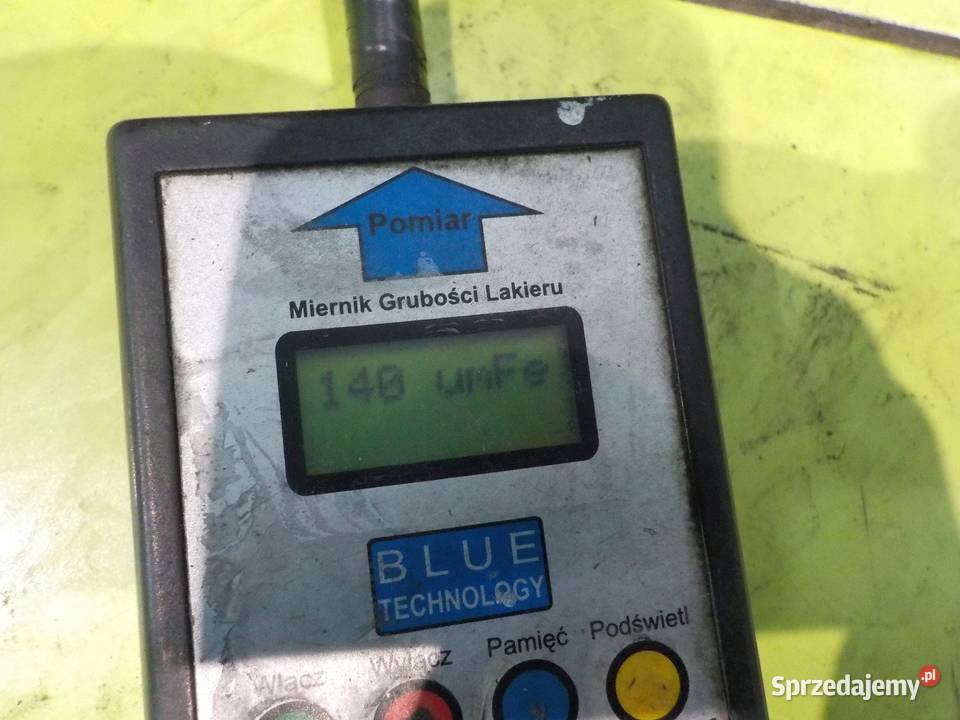 Pomiar
Miernik Grubości Lakieru
140 umFe
BLUE
TECHNOLOGY
Włącz Wyłącz Pamięć Podświetl
Sprzedajemy.pl